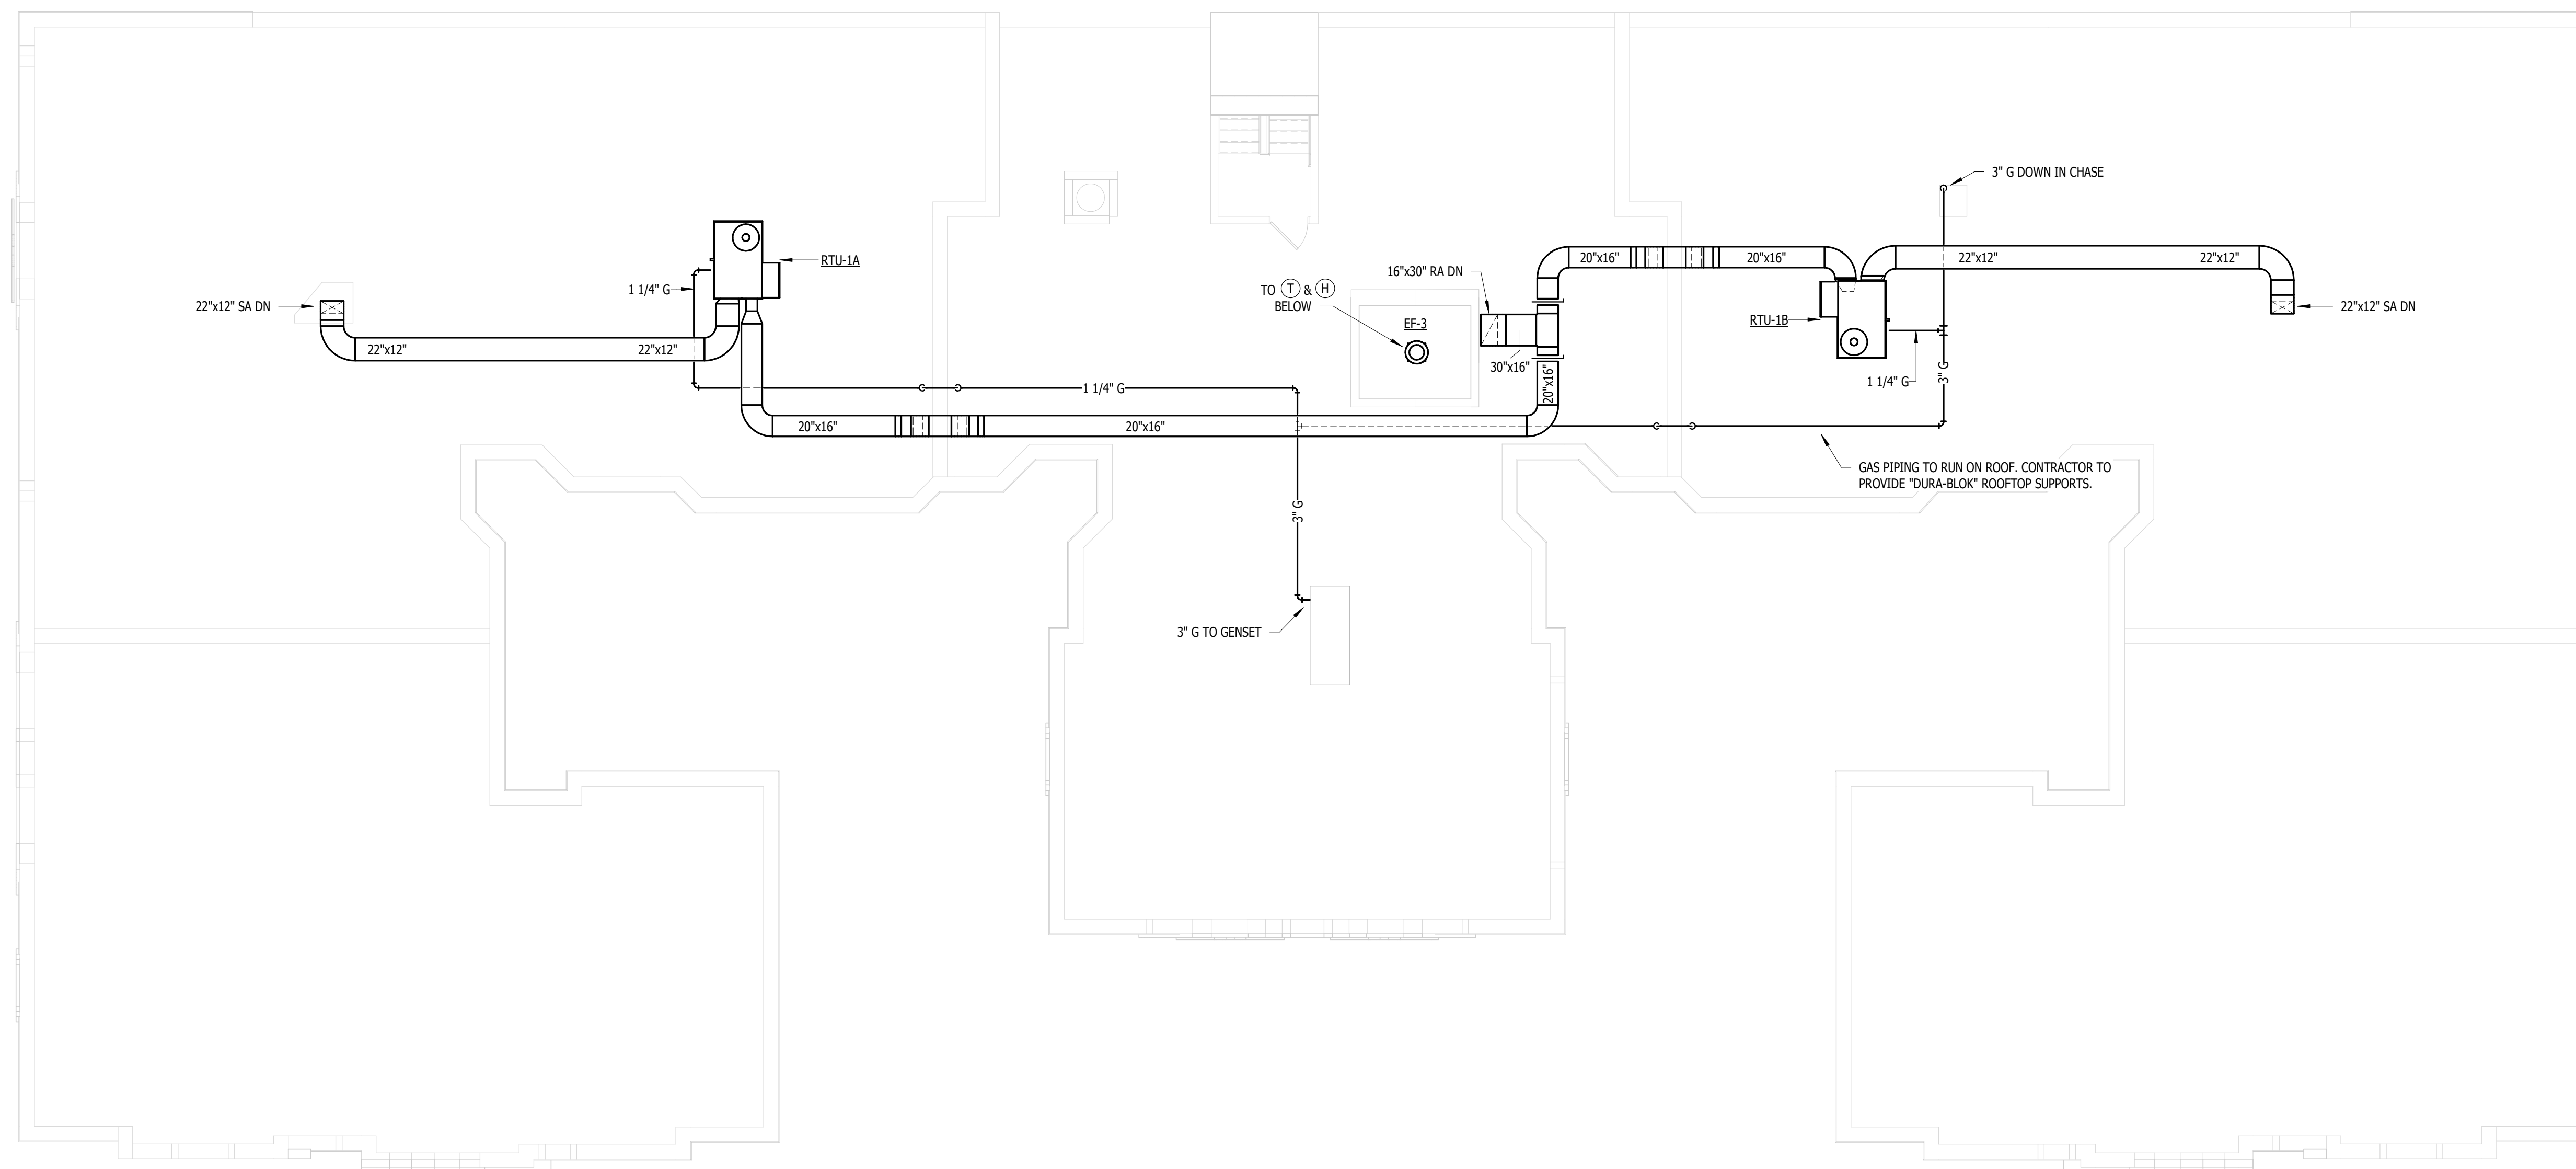 3" G DOWN IN CHASE
RTU-1A
20"x16"
20"x16"
22"x12"
22"x12"
16"x30" RA DN
1 1/4" G
TO T & H
BELOW
22"x12" SA DN
EF-3
RTU-1B
22"x12" SA DN
22"x12"
22"x12"
30"x16"
20"x16"
1 1/4" G
3" G
1 1/4" G
20"x16"
20"x16"
GAS PIPING TO RUN ON ROOF. CONTRACTOR TO
PROVIDE "DURA-BLOK" ROOFTOP SUPPORTS.
3" G
3" G TO GENSET